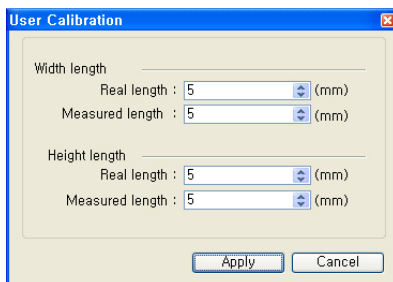 User Calibration
Width length
Real length : 5 (mm)
Measured length : 5 (mm)
Height length
Real length : 5 (mm)
Measured length : 5 (mm)
Apply Cancel